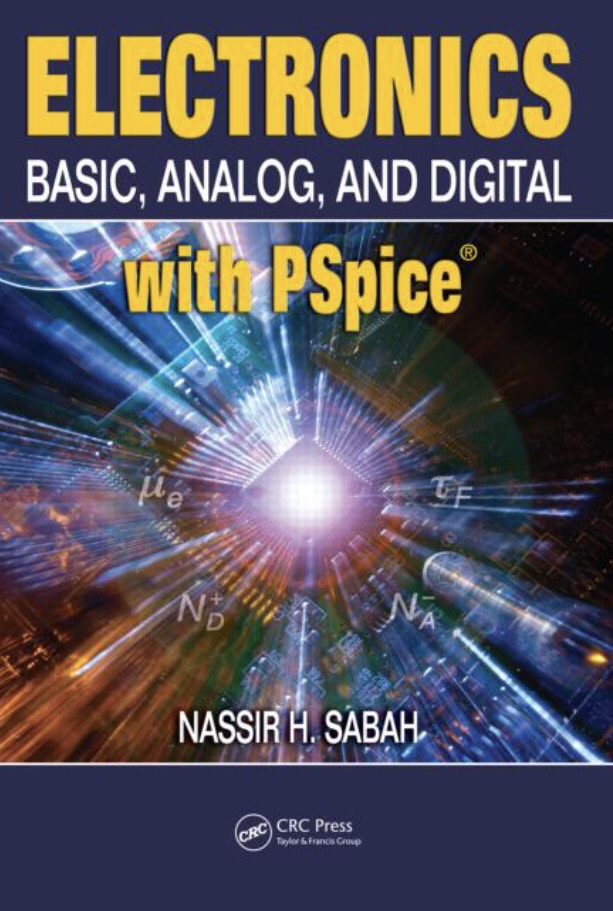 ELECTRONICS
BASIC, ANALOG, AND DIGITAL
with PSpice®
μₑ
τF
N⁺D
N⁻A
NASSIR H. SABAH
CRC
CRC Press
Taylor & Francis Group